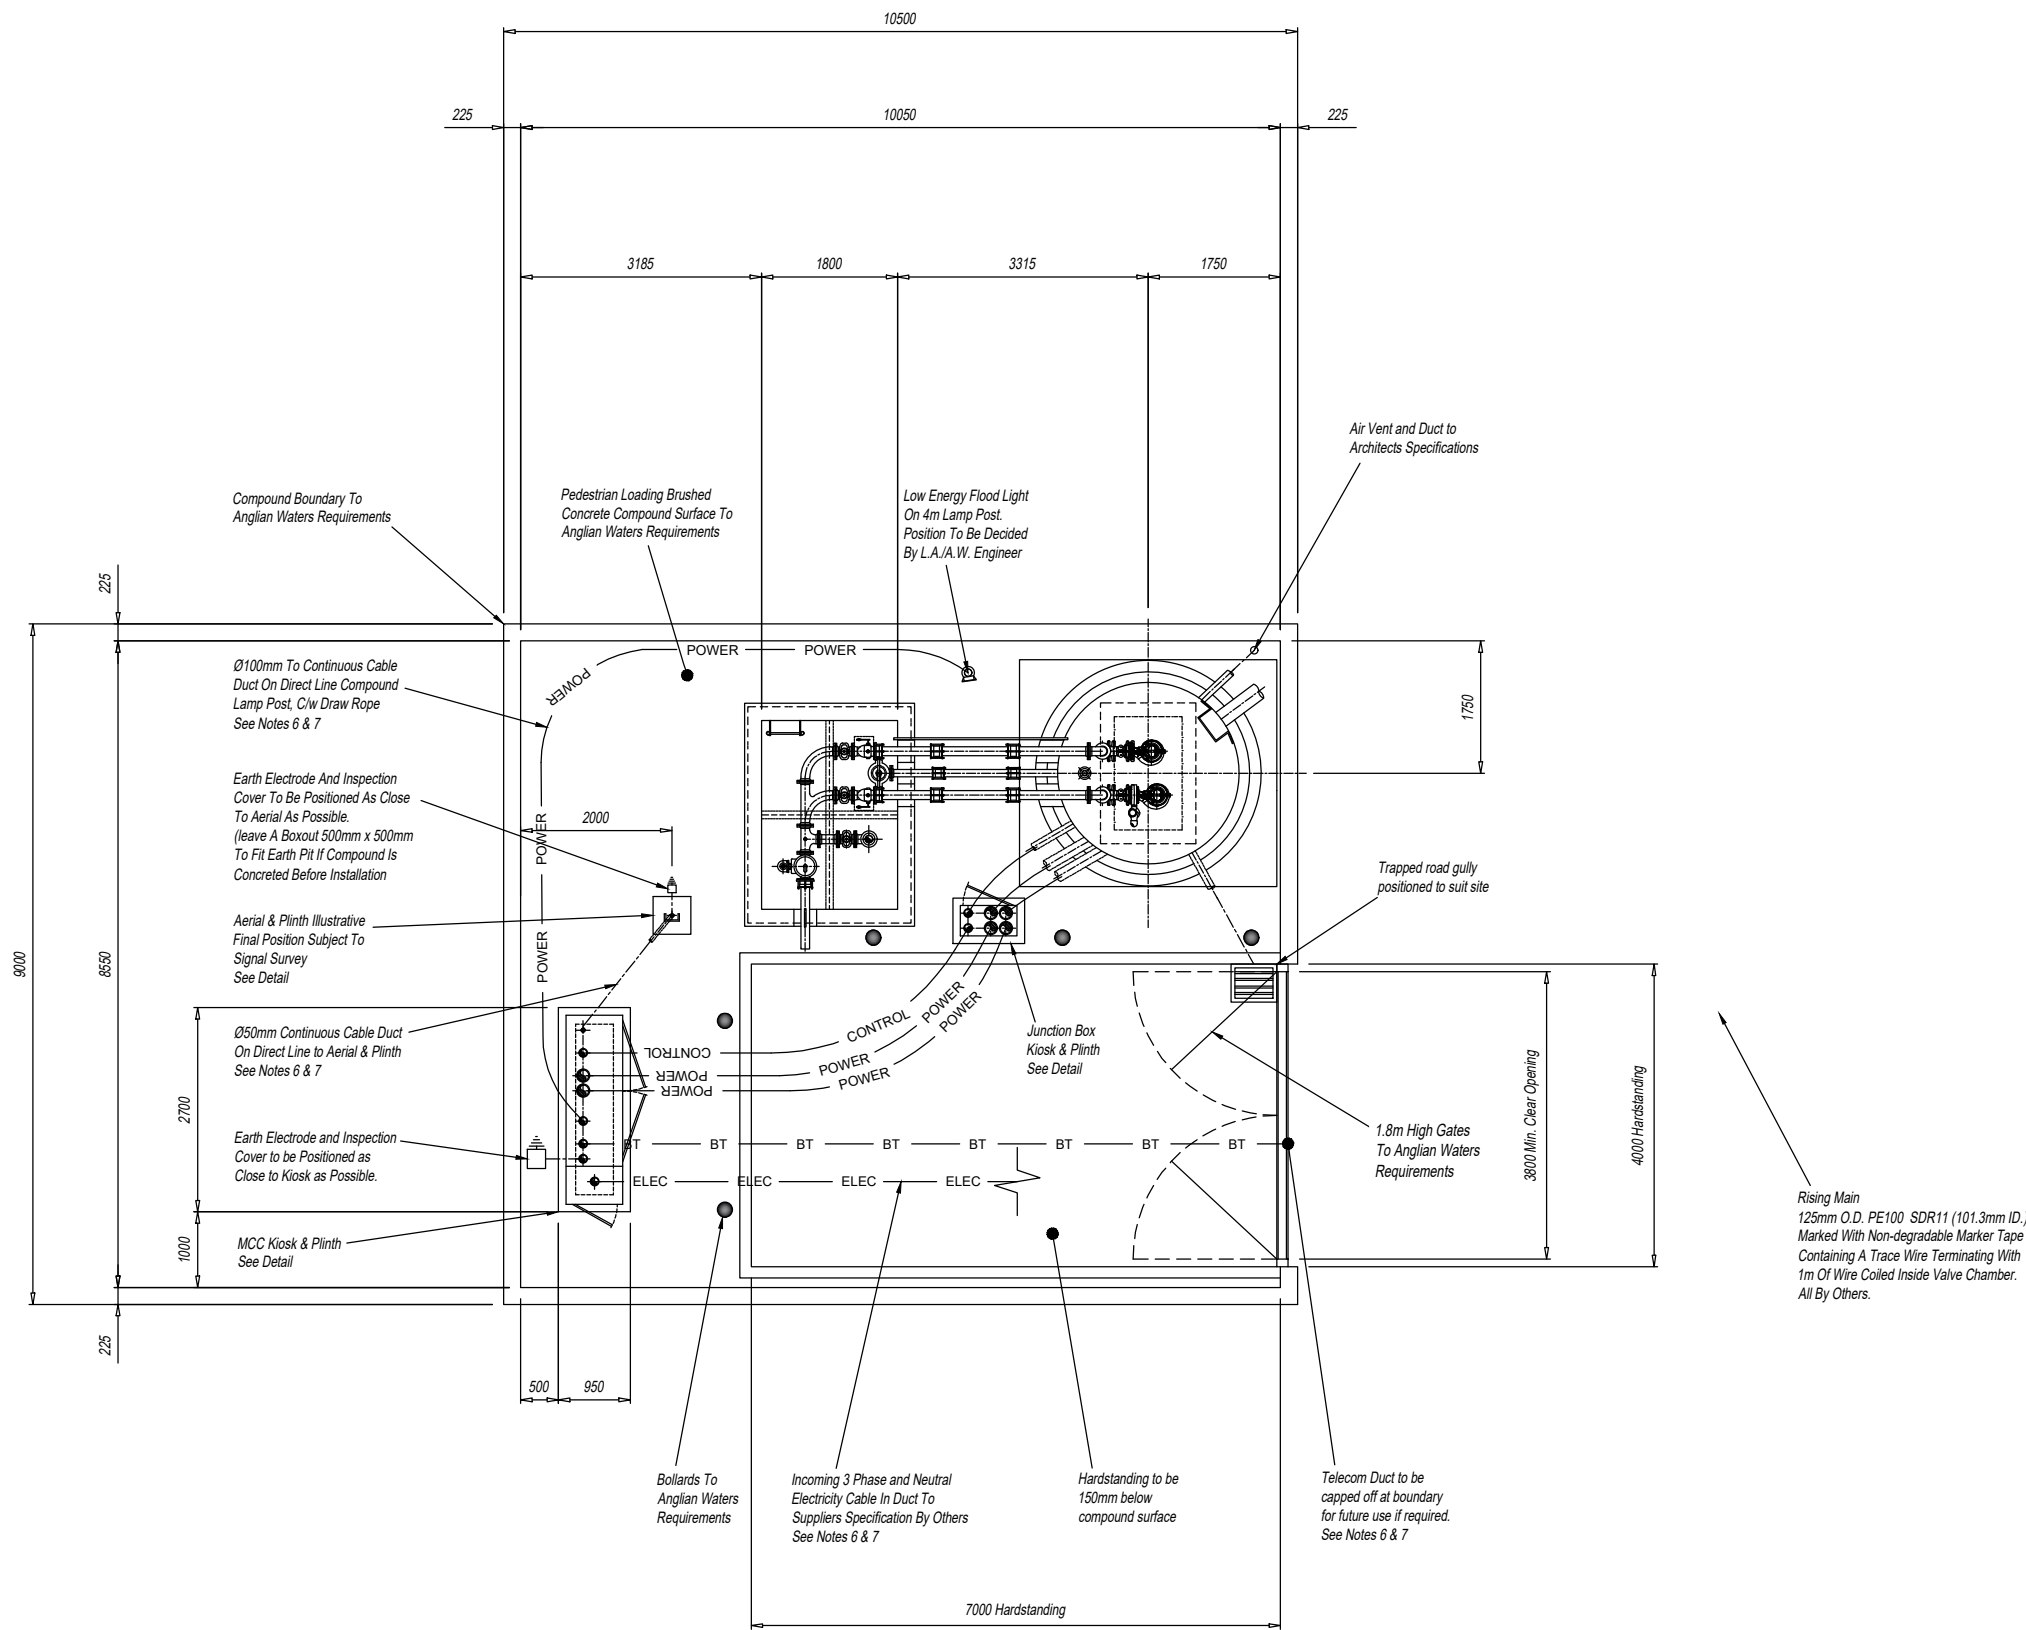 10500
225
10050
225
3185
1800
3315
1750
Air Vent and Duct to
Architects Specifications
Compound Boundary To
Anglian Waters Requirements
Pedestrian Loading Brushed
Concrete Compound Surface To
Anglian Waters Requirements
Low Energy Flood Light
On 4m Lamp Post.
Position To Be Decided
By L.A./A.W. Engineer
225
9000
8550
225
2700
1000
1750
Ø100mm To Continuous Cable
Duct On Direct Line Compound
Lamp Post, C/w Draw Rope
See Notes 6 & 7
Earth Electrode And Inspection
Cover To Be Positioned As Close
To Aerial As Possible.
(leave A Boxout 500mm x 500mm
To Fit Earth Pit If Compound Is
Concreted Before Installation
Aerial & Plinth Illustrative
Final Position Subject To
Signal Survey
See Detail
Ø50mm Continuous Cable Duct
On Direct Line to Aerial & Plinth
See Notes 6 & 7
Earth Electrode and Inspection
Cover to be Positioned as
Close to Kiosk as Possible.
MCC Kiosk & Plinth
See Detail
POWER
POWER
POWER
POWER
POWER
2000
CONTROL
CONTROL
POWER
POWER
POWER
POWER
POWER
POWER
BT BT BT BT BT BT BT BT
ELEC ELEC ELEC ELEC
Junction Box
Kiosk & Plinth
See Detail
Trapped road gully
positioned to suit site
1.8m High Gates
To Anglian Waters
Requirements
3800 Min. Clear Opening
4000 Hardstanding
Rising Main
125mm O.D. PE100 SDR11 (101.3mm ID.)
Marked With Non-degradable Marker Tape
Containing A Trace Wire Terminating With
1m Of Wire Coiled Inside Valve Chamber.
All By Others.
500
950
Bollards To
Anglian Waters
Requirements
Incoming 3 Phase and Neutral
Electricity Cable In Duct To
Suppliers Specification By Others
See Notes 6 & 7
Hardstanding to be
150mm below
compound surface
Telecom Duct to be
capped off at boundary
for future use if required.
See Notes 6 & 7
7000 Hardstanding